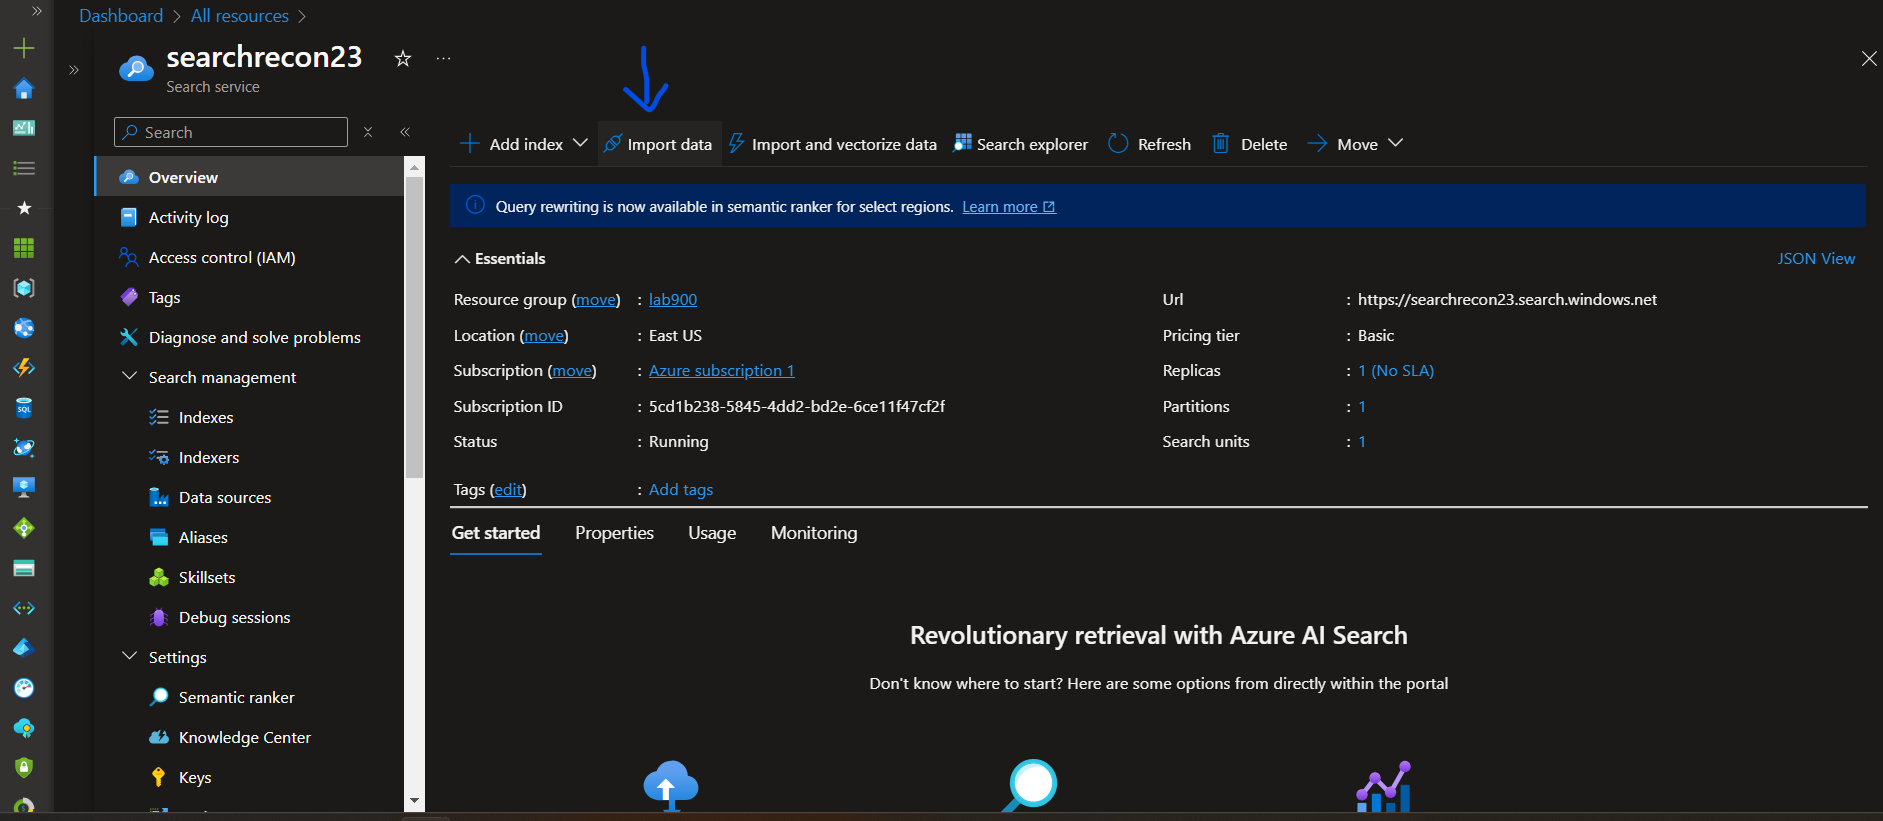 Dashboard > All resources >
searchrecon23
Search service
Search
Add index
Import data
Import and vectorize data
Search explorer
Refresh
Delete
Move
Overview
Activity log
Access control (IAM)
Tags
Diagnose and solve problems
Search management
Indexes
Indexers
Data sources
Aliases
Skillsets
Debug sessions
Settings
Semantic ranker
Knowledge Center
Keys
Query rewriting is now available in semantic ranker for select regions. Learn more
Essentials
JSON View
Resource group (move) : lab900
Location (move) : East US
Subscription (move) : Azure subscription 1
Subscription ID : 5cd1b238-5845-4dd2-bd2e-6ce11f47cf2f
Status : Running
Tags (edit) : Add tags
Url : https://searchrecon23.search.windows.net
Pricing tier : Basic
Replicas : 1 (No SLA)
Partitions : 1
Search units : 1
Get started
Properties
Usage
Monitoring
Revolutionary retrieval with Azure AI Search
Don't know where to start? Here are some options from directly within the portal
SQL